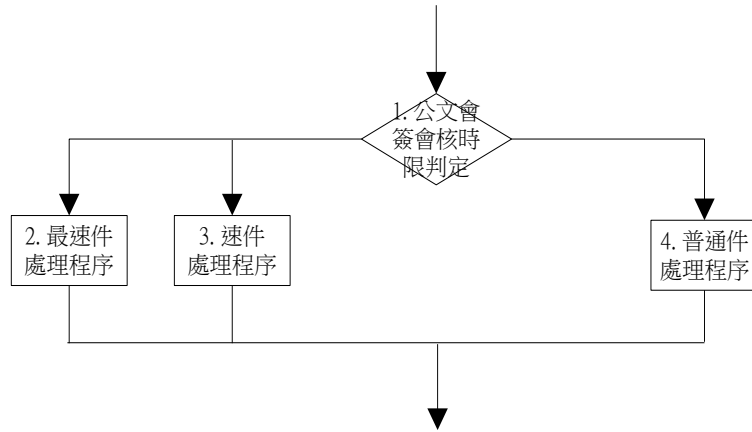 1. 公文會
簽會核時
限判定
2. 最速件
處理程序
3. 速件
處理程序
4. 普通件
處理程序